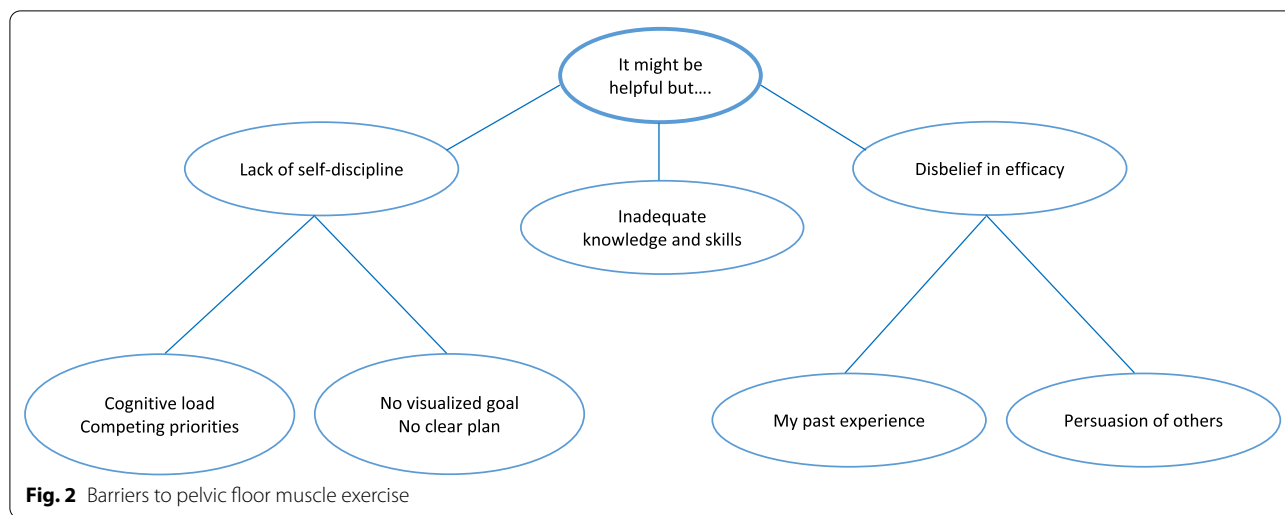 It might be
helpful but....
Lack of self-discipline
Disbelief in efficacy
Inadequate
knowledge and skills
Cognitive load
Competing priorities
No visualized goal
No clear plan
My past experience
Persuasion of others
Fig. 2 Barriers to pelvic floor muscle exercise